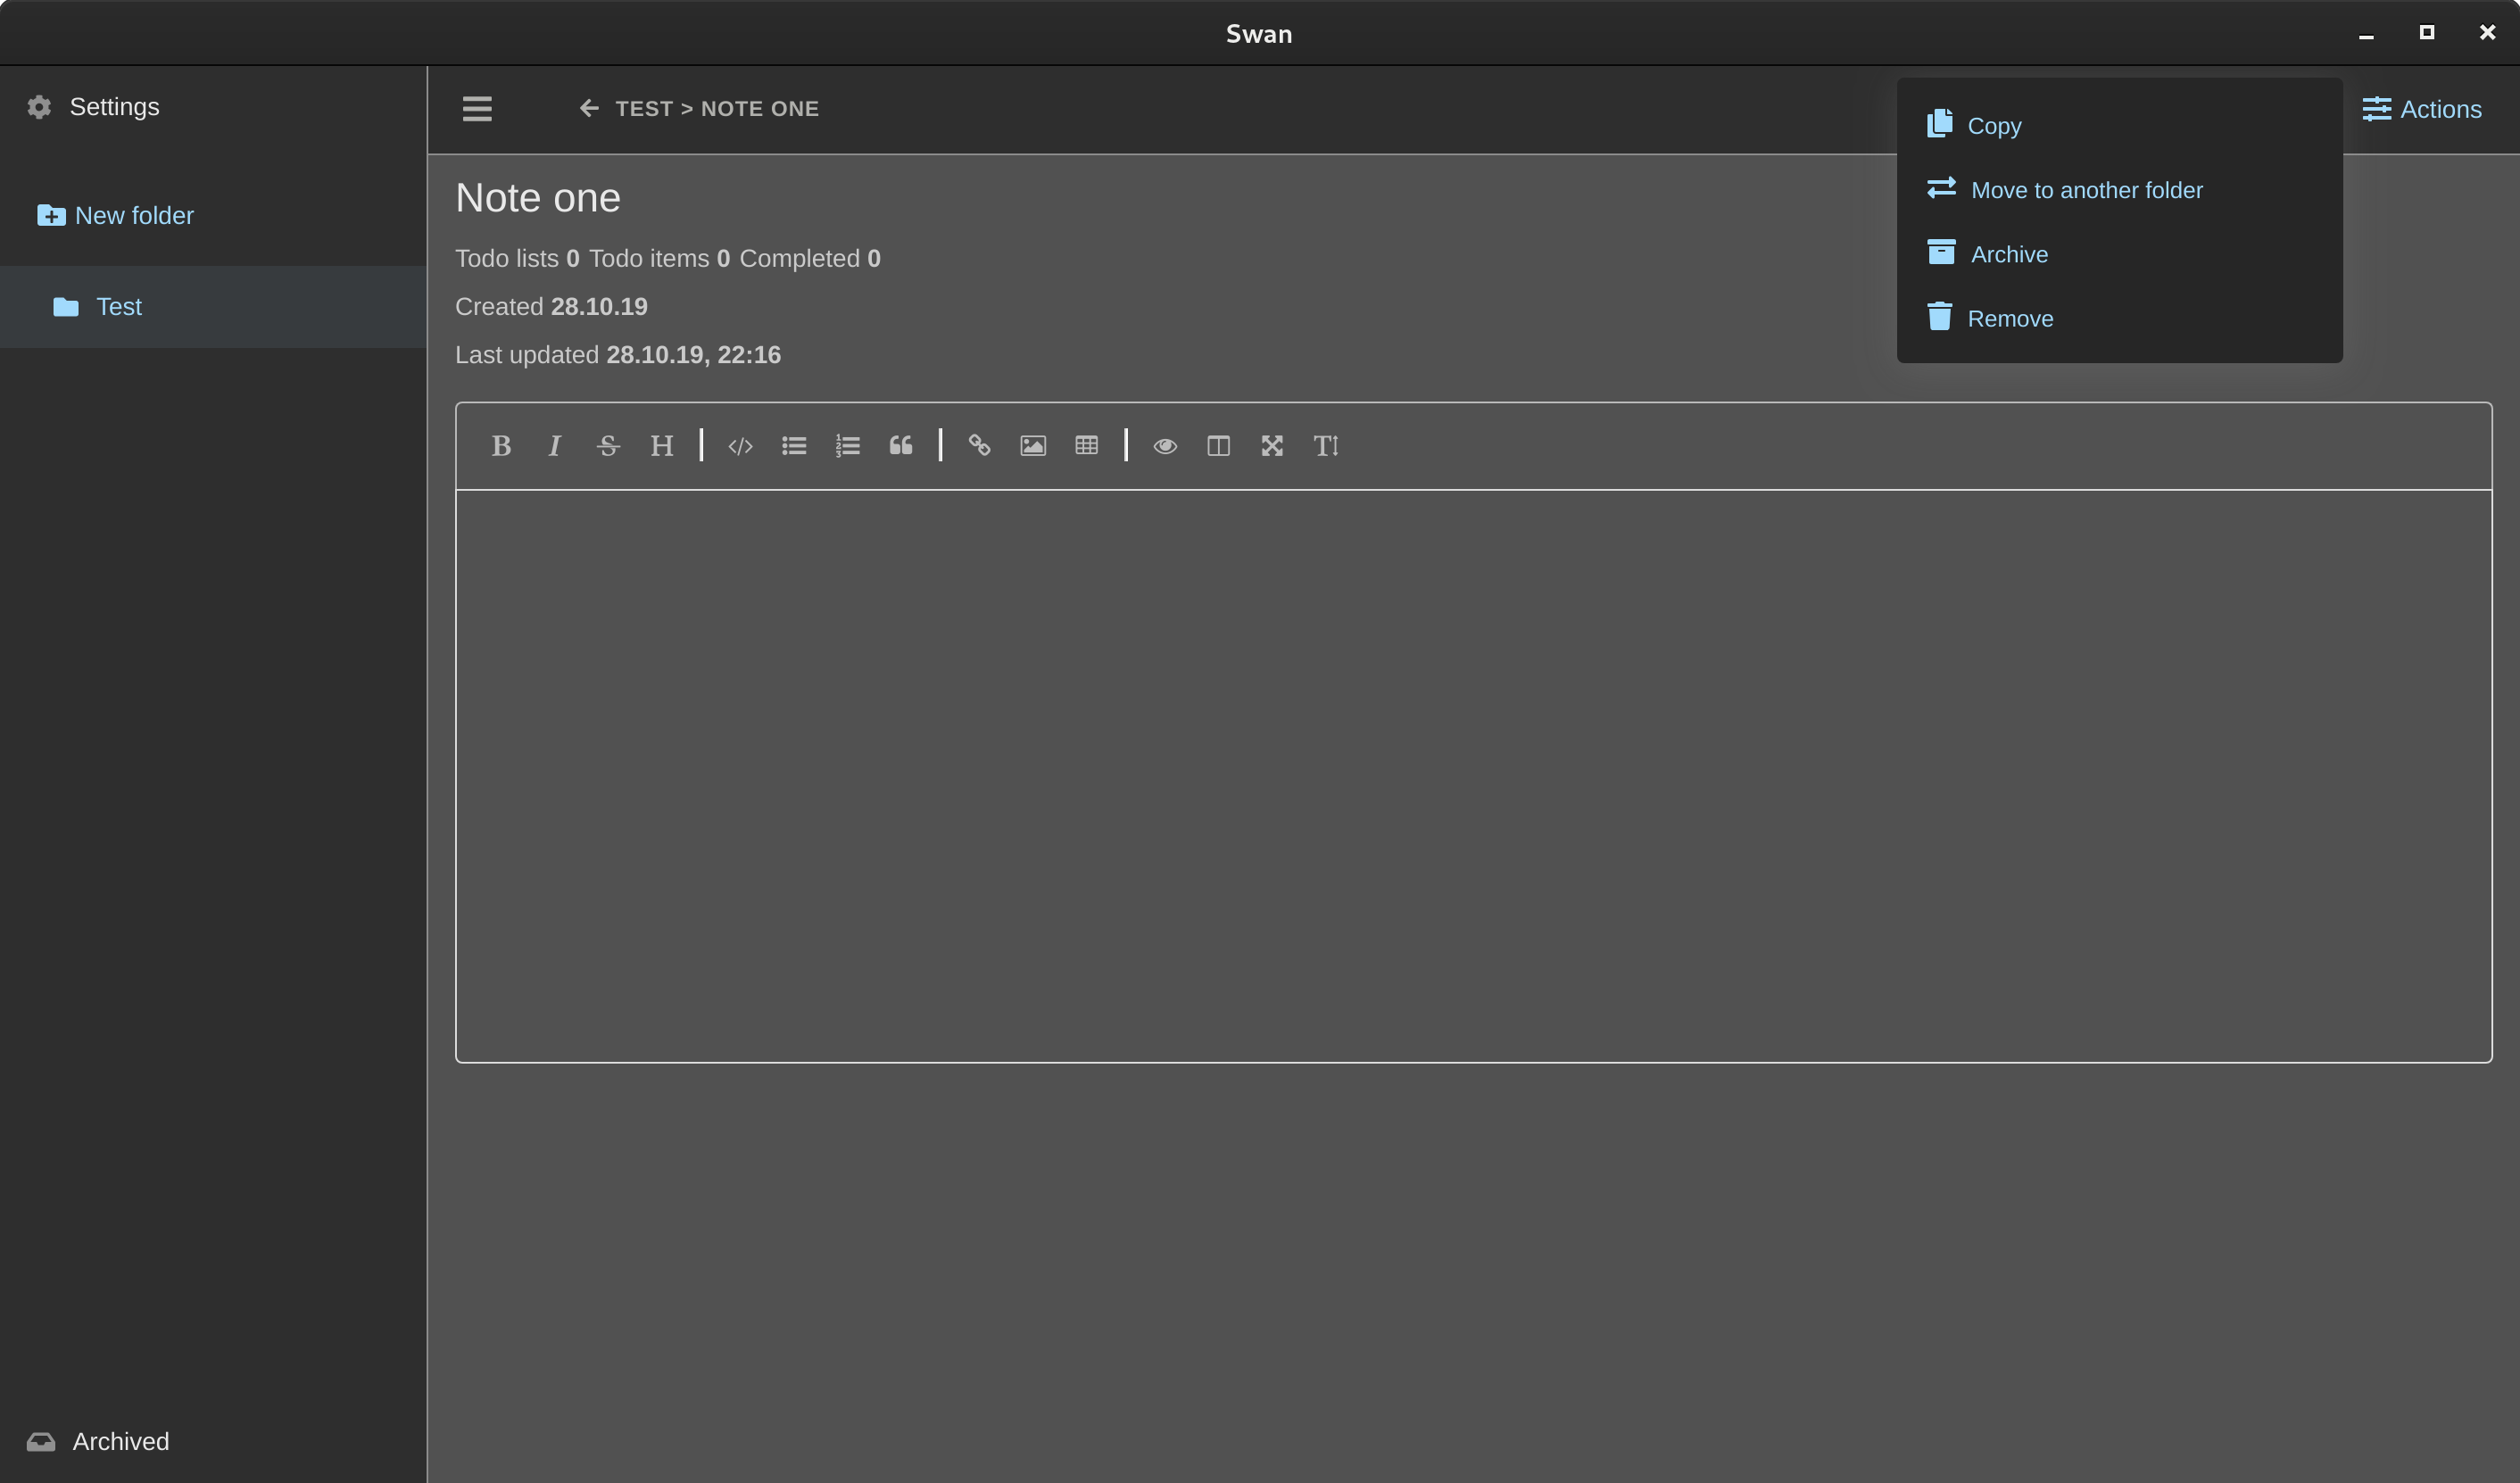 Swan
Settings
New folder
Test
Archived
TEST > NOTE ONE
Actions
Copy
Move to another folder
Archive
Remove
Note one
Todo lists 0 Todo items 0 Completed 0
Created 28.10.19
Last updated 28.10.19, 22:16